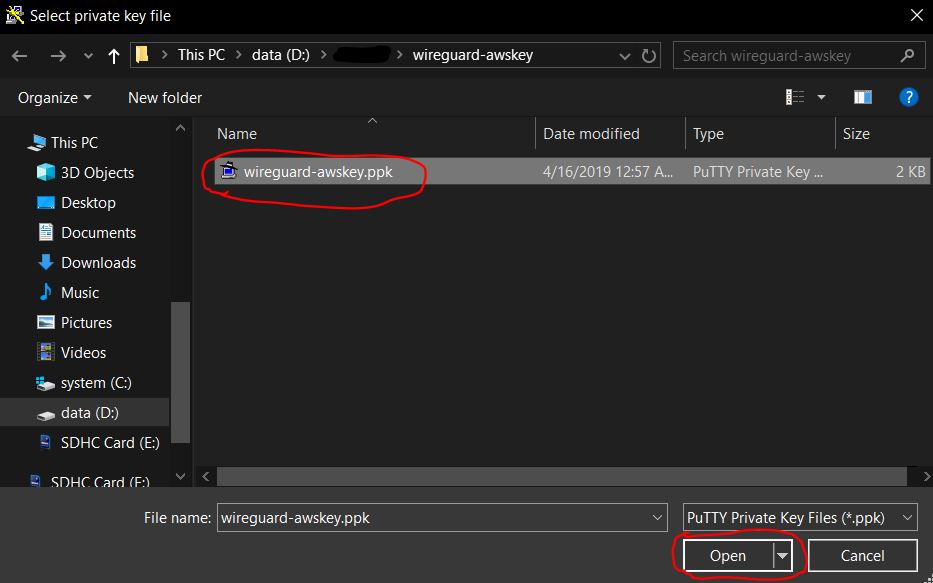 Select private key file
This PC > data (D:) > > wireguard-awskey
Search wireguard-awskey
Organize
New folder
Name
Date modified
Type
Size
wireguard-awskey.ppk
4/16/2019 12:57 A...
PuTTY Private Key ...
2 KB
This PC
3D Objects
Desktop
Documents
Downloads
Music
Pictures
Videos
system (C:)
data (D:)
SDHC Card (E:)
SDHC Card (E:)
File name:
wireguard-awskey.ppk
PuTTY Private Key Files (*.ppk)
Open
Cancel